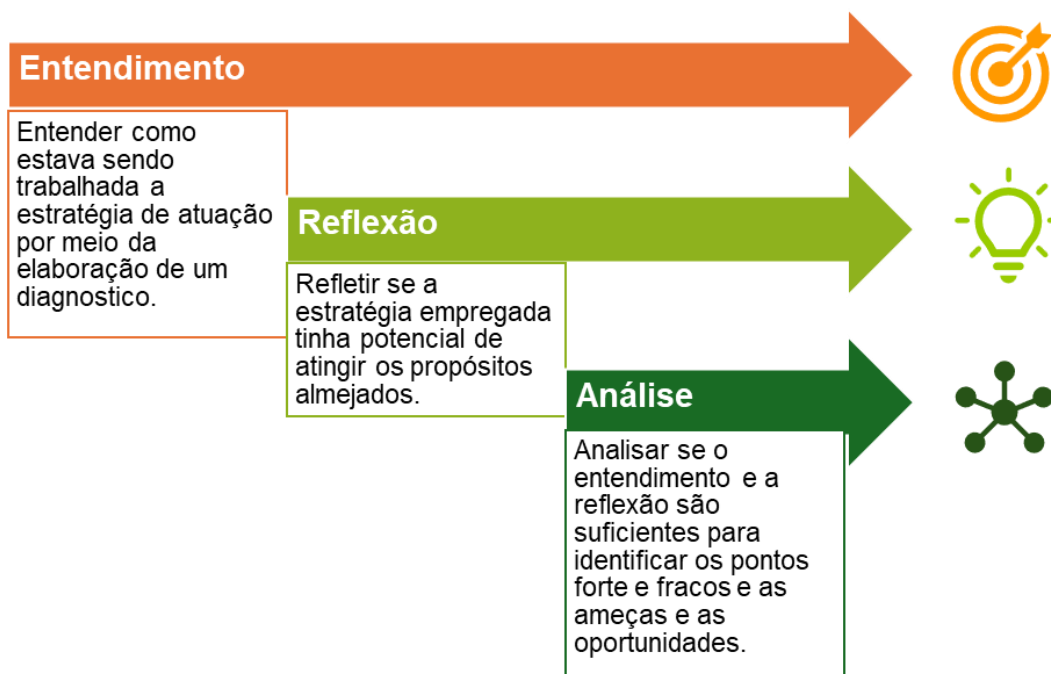 Entendimento
Entender como
estava sendo
trabalhada a
estratégia de atuação
por meio da
elaboração de um
diagnostico.
Reflexão
Refletir se a
estratégia empregada
tinha potencial de
atingir os propósitos
almejados.
Análise
Analisar se o
entendimento e a
reflexão são
suficientes para
identificar os pontos
forte e fracos e as
ameças e as
oportunidades.